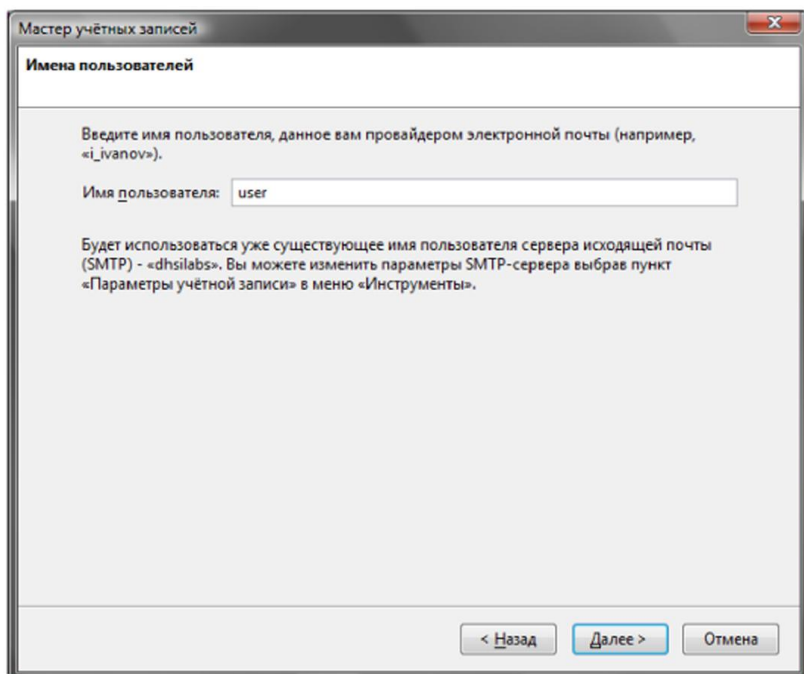 Мастер учётных записей
Имена пользователей
Введите имя пользователя, данное вам провайдером электронной почты (например,
«i_ivanov»).
Имя пользователя: user
Будет использоваться уже существующее имя пользователя сервера исходящей почты
(SMTP) - «dhsilabs». Вы можете изменить параметры SMTP-сервера выбрав пункт
«Параметры учётной записи» в меню «Инструменты».
< Назад Далее > Отмена